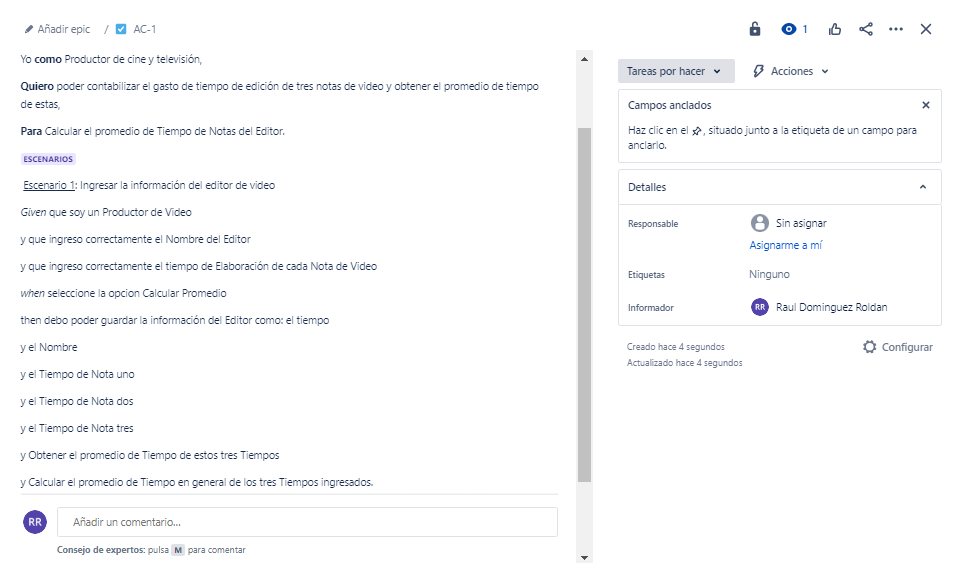 Añadir epic / AC-1
1
Yo como Productor de cine y televisión,
Quiero poder contabilizar el gasto de tiempo de edición de tres notas de video y obtener el promedio de tiempo
de estas,
Para Calcular el promedio de Tiempo de Notas del Editor.
ESCENARIOS
Escenario 1: Ingresar la información del editor de video
Given que soy un Productor de Video
y que ingreso correctamente el Nombre del Editor
y que ingreso correctamente el tiempo de Elaboración de cada Nota de Video
when seleccione la opcion Calcular Promedio
then debo poder guardar la información del Editor como: el tiempo
y el Nombre
y el Tiempo de Nota uno
y el Tiempo de Nota dos
y el Tiempo de Nota tres
y Obtener el promedio de Tiempo de estos tres Tiempos
y Calcular el promedio de Tiempo en general de los tres Tiempos ingresados.
RR
Añadir un comentario...
Consejo de expertos: pulsa M para comentar
Tareas por hacer
Acciones
Campos anclados
Haz clic en el , situado junto a la etiqueta de un campo para
anclarlo.
Detalles
Responsable
Sin asignar
Asignarme a mí
Etiquetas
Ninguno
Informador
RR Raul Dominguez Roldan
Creado hace 4 segundos
Configurar
Actualizado hace 4 segundos